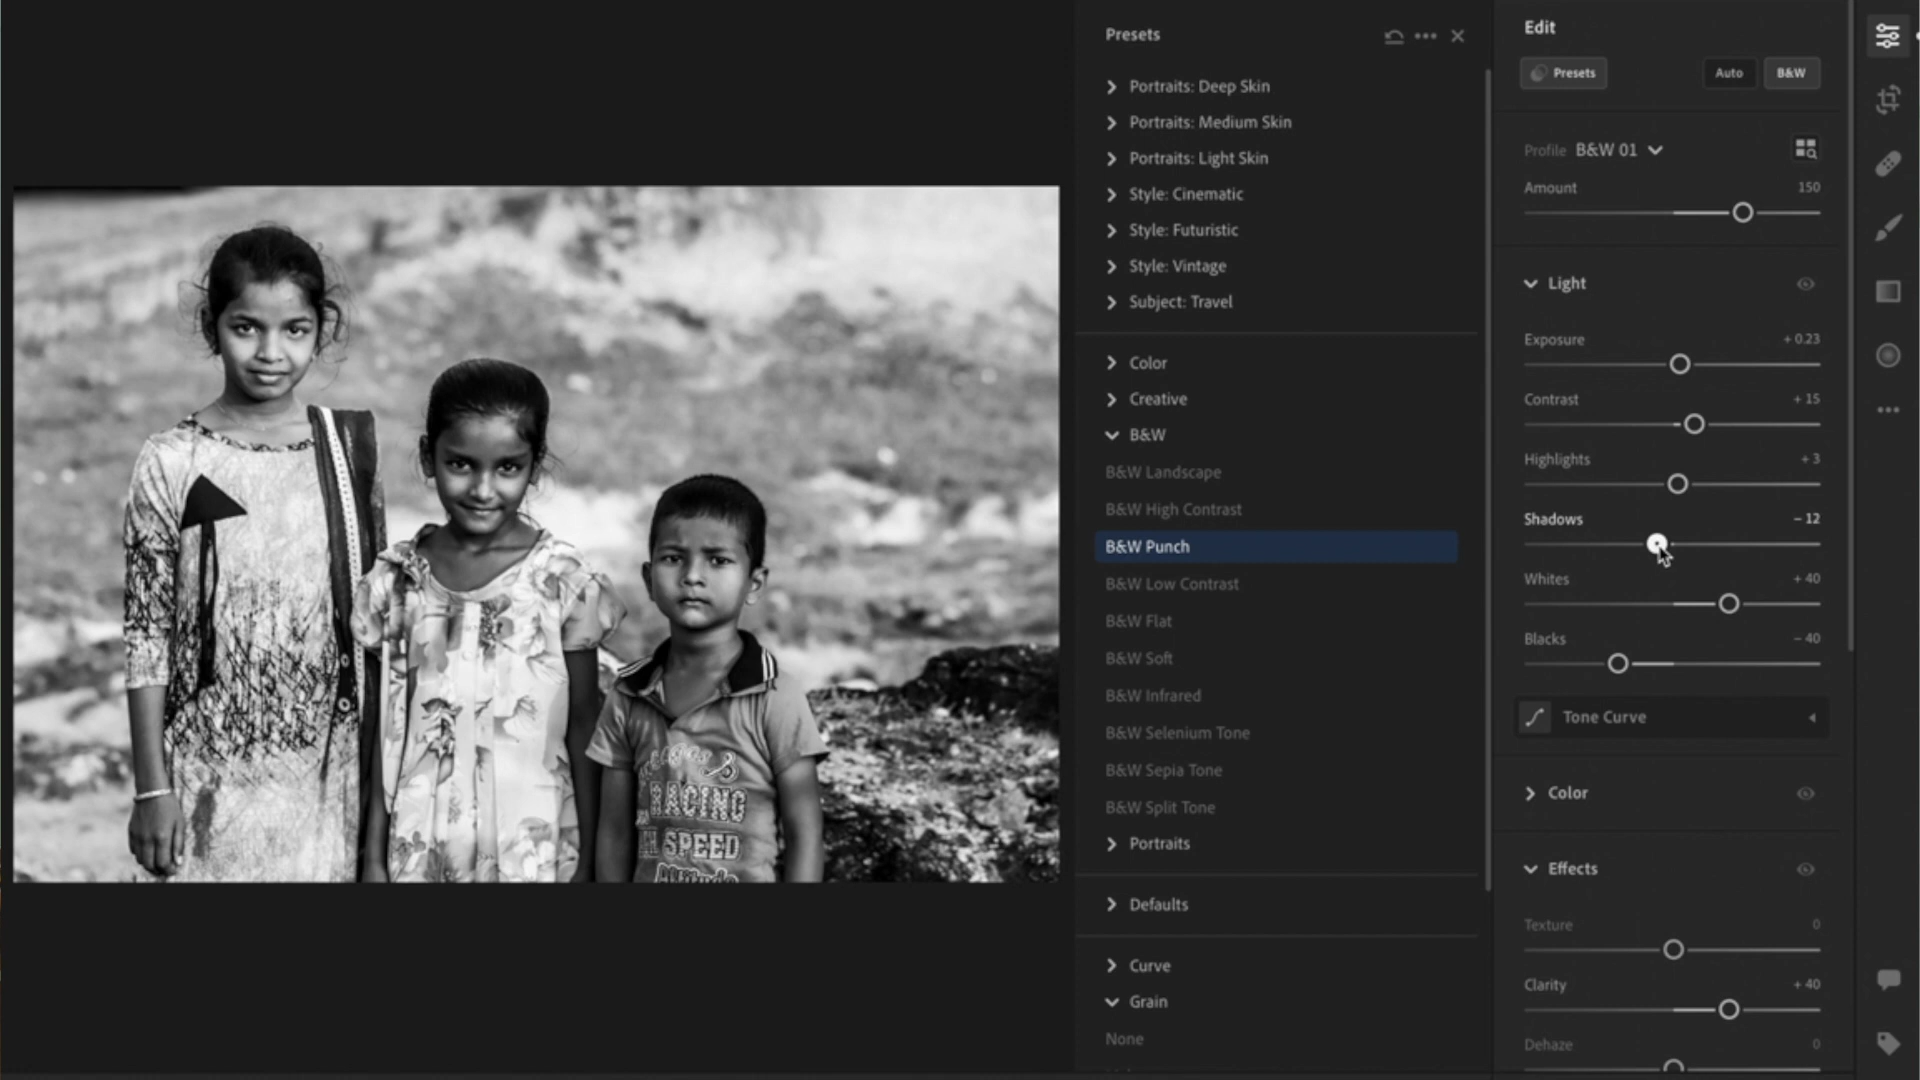 Presets
Portraits: Deep Skin
Portraits: Medium Skin
Portraits: Light Skin
Style: Cinematic
Style: Futuristic
Style: Vintage
Subject: Travel
Color
Creative
B&W
B&W Landscape
B&W High Contrast
B&W Punch
B&W Low Contrast
B&W Flat
B&W Soft
B&W Infrared
B&W Selenium Tone
B&W Sepia Tone
B&W Split Tone
Portraits
Defaults
Curve
Grain
None
Edit
Presets Auto B&W
Profile B&W 01
Amount 150
Light
Exposure + 0.23
Contrast + 15
Highlights + 3
Shadows – 12
Whites + 40
Blacks – 40
Tone Curve
Color
Effects
Texture 0
Clarity + 40
Dehaze 0
RACING
SPEED